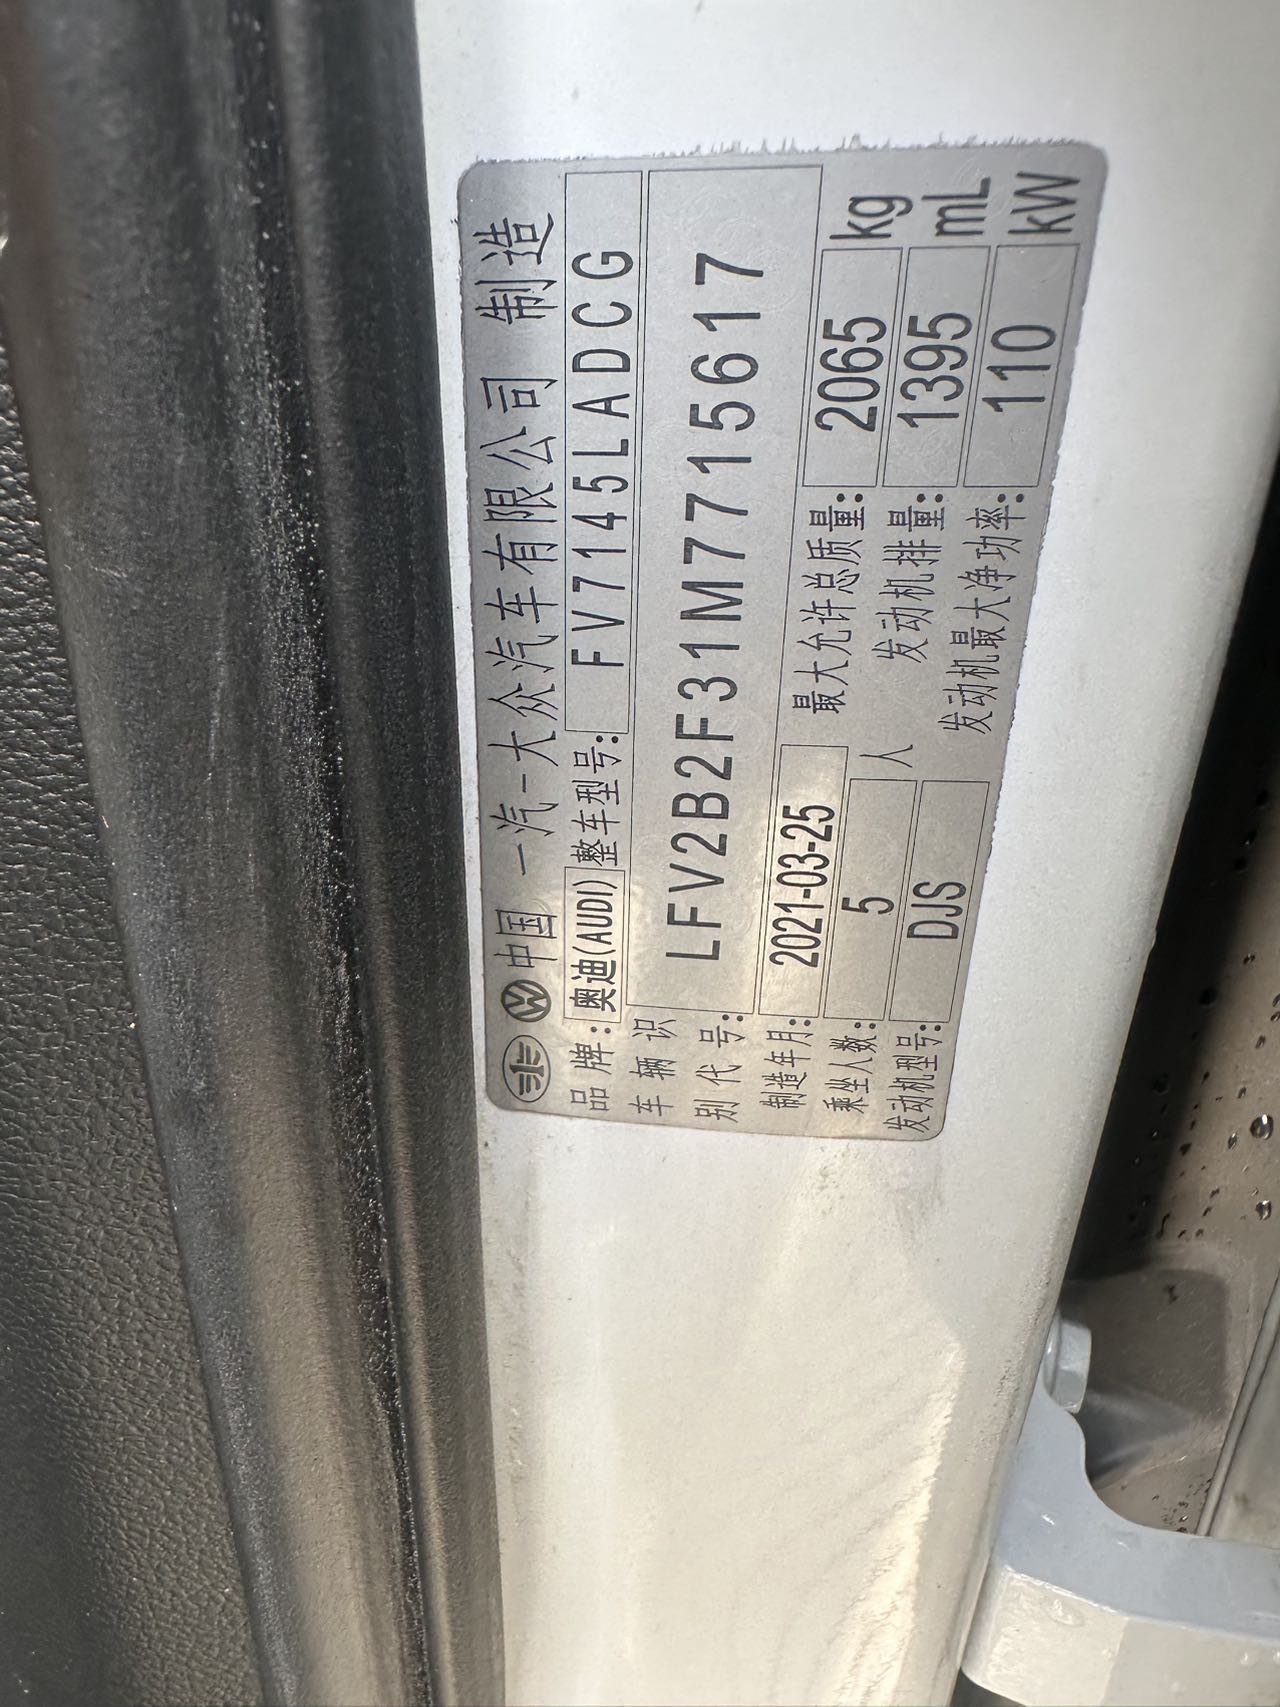 中国 一汽-大众汽车有限公司 制造
品牌: 奥迪(AUDI) 整车型号: FV7145LADCG
车辆识别代号: LFV2B2F31M7715617
制造年月: 2021-03-25 最大允许总质量: 2065 kg
乘坐人数: 5 人 发动机排量: 1395 mL
发动机型号: DJS 发动机最大净功率: 110 kW